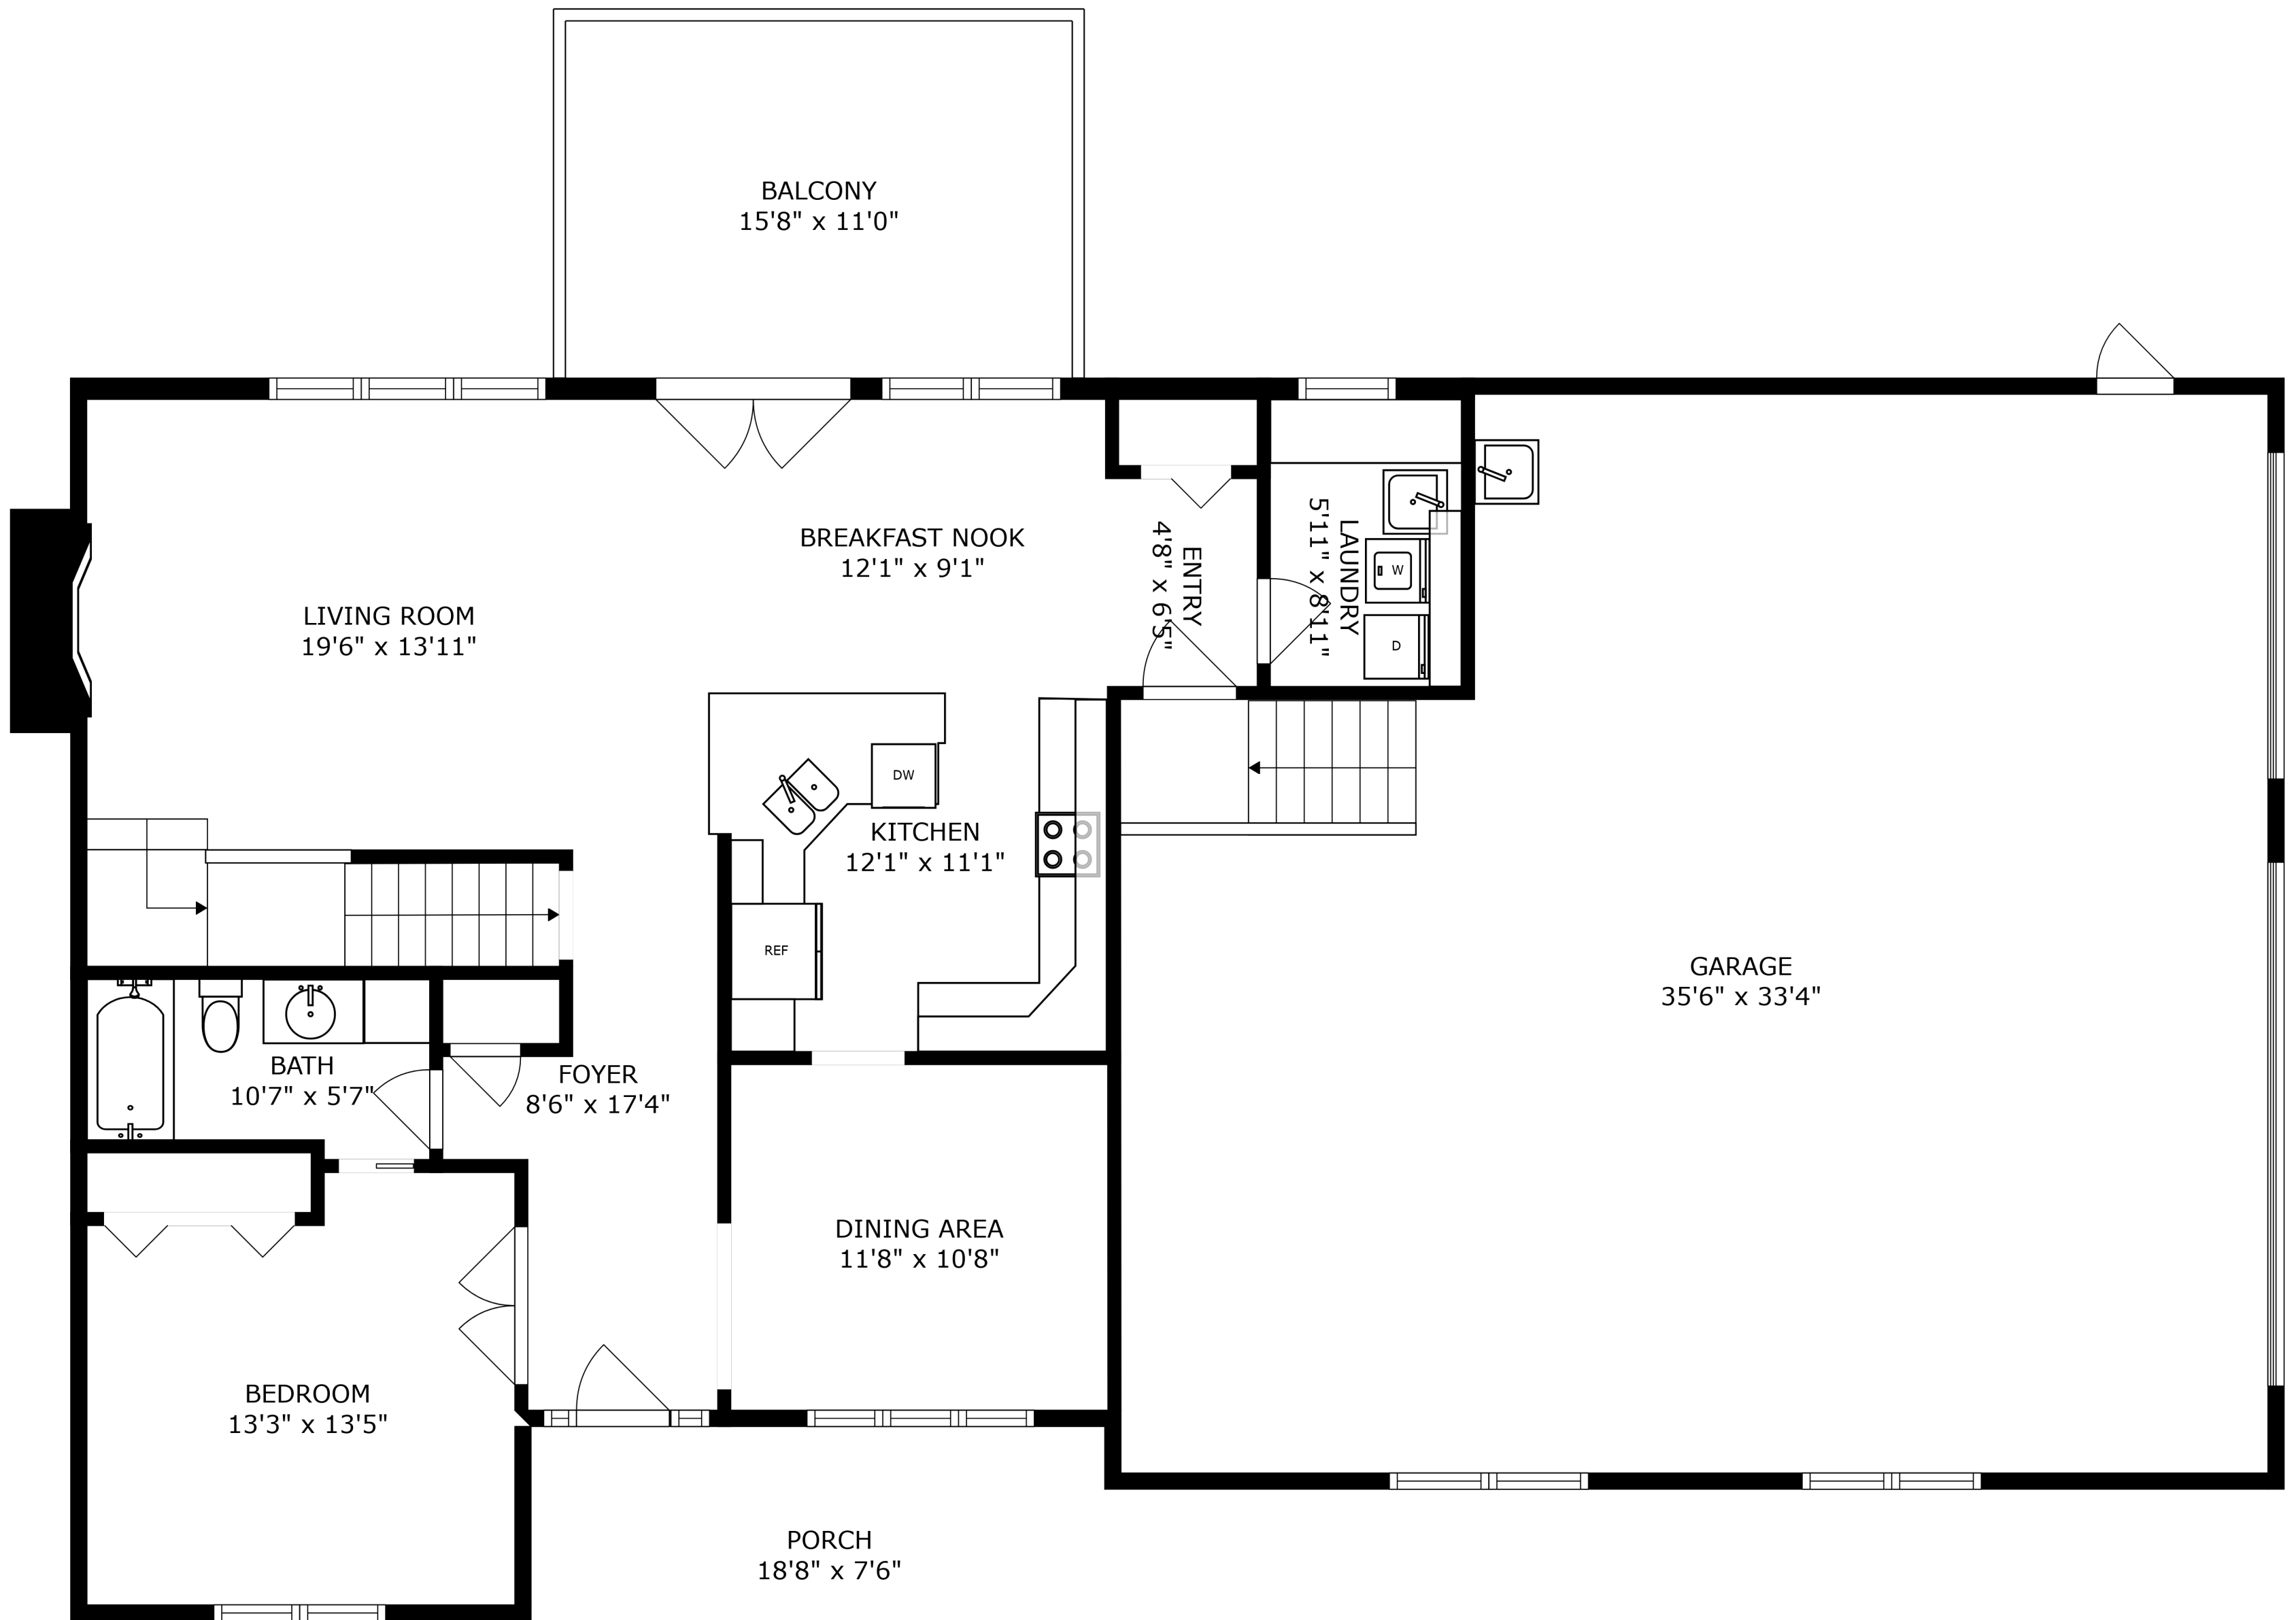 BALCONY
15'8" x 11'0"
BREAKFAST NOOK
12'1" x 9'1"
ENTRY
4'8" x 6'5"
LAUNDRY
5'11" x 8'11"
W
D
LIVING ROOM
19'6" x 13'11"
DW
KITCHEN
12'1" x 11'1"
REF
GARAGE
35'6" x 33'4"
BATH
10'7" x 5'7"
FOYER
8'6" x 17'4"
DINING AREA
11'8" x 10'8"
BEDROOM
13'3" x 13'5"
PORCH
18'8" x 7'6"